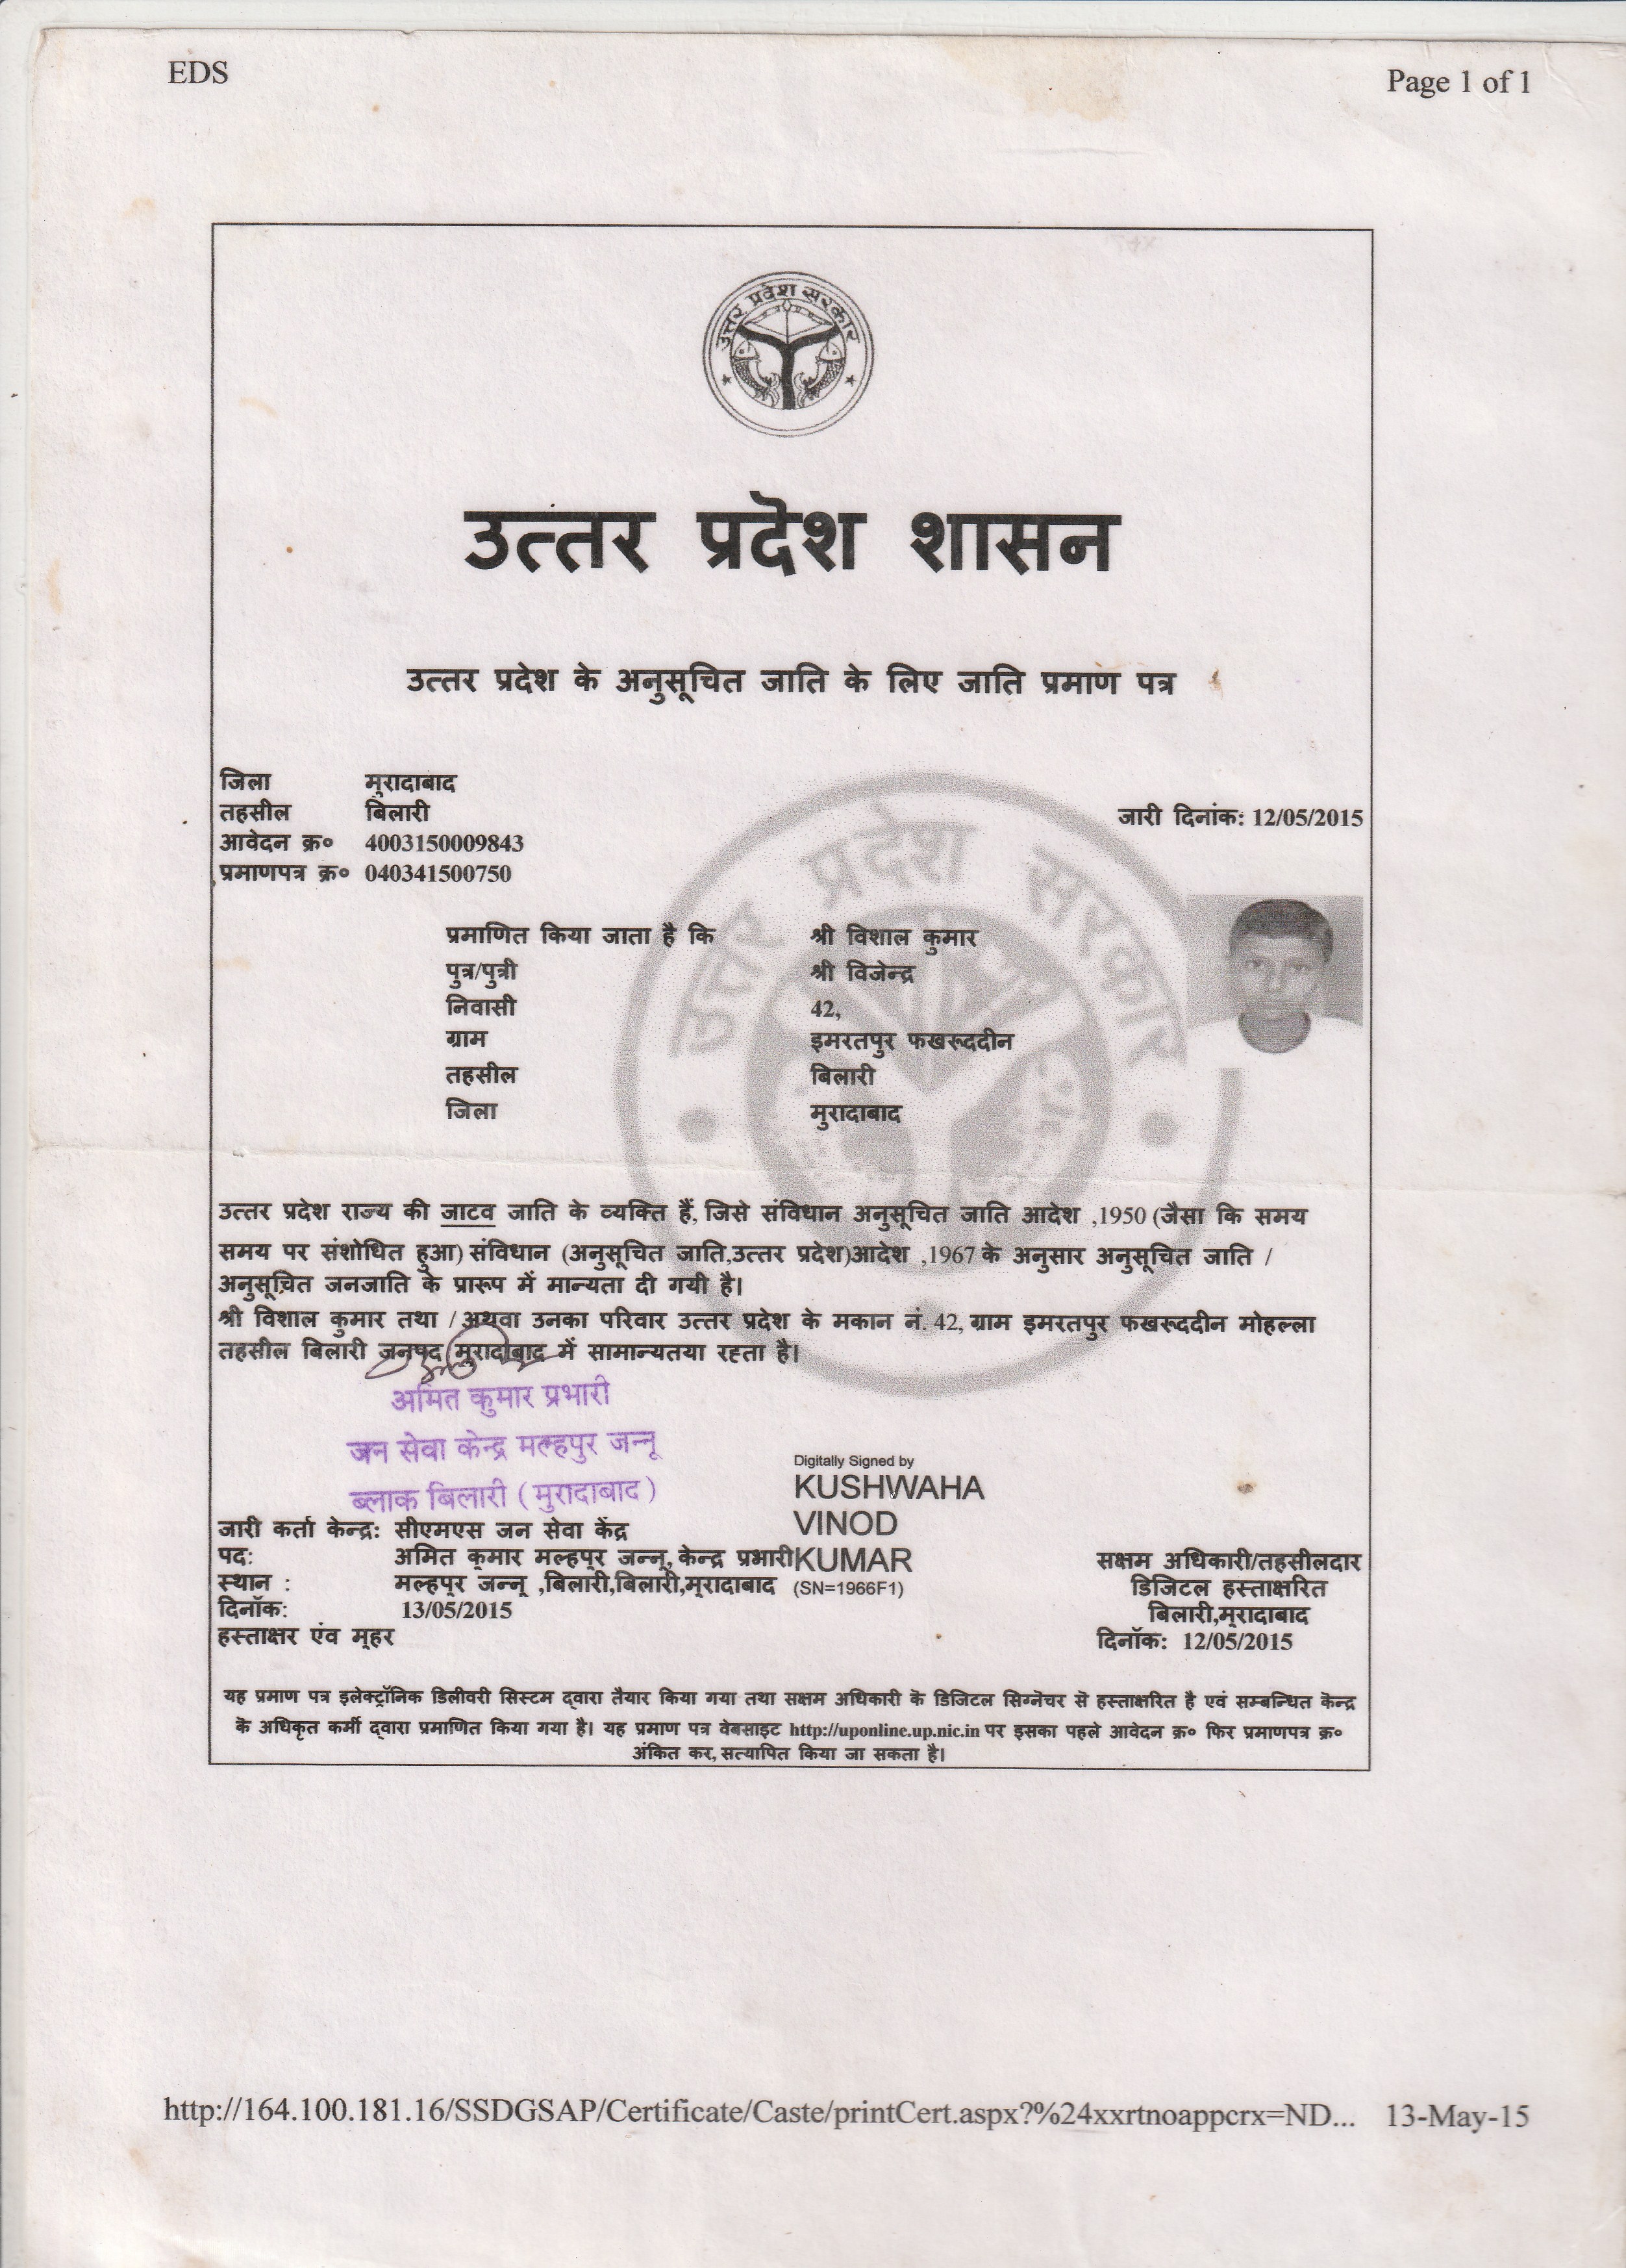 EDS
Page 1 of 1
उत्तर प्रदेश सरकार
उत्तर प्रदेश शासन
उत्तर प्रदेश के अनुसूचित जाति के लिए जाति प्रमाण पत्र
जिला मुरादाबाद
तहसील बिलारी
जारी दिनांक: 12/05/2015
आवेदन क्र० 4003150009843
प्रमाणपत्र क्र० 040341500750
उत्तर प्रदेश सरकार
प्रमाणित किया जाता है कि श्री विशाल कुमार
पुत्र/पुत्री श्री विजेन्द्र
निवासी 42,
ग्राम इमरतपुर फखरूददीन
तहसील बिलारी
जिला मुरादाबाद
उत्तर प्रदेश राज्य की जाटव जाति के व्यक्ति हैं, जिसे संविधान अनुसूचित जाति आदेश ,1950 (जैसा कि समय
समय पर संशोधित हुआ) संविधान (अनुसूचित जाति,उत्तर प्रदेश)आदेश ,1967 के अनुसार अनुसूचित जाति /
अनुसूचित जनजाति के प्रारूप में मान्यता दी गयी है।
श्री विशाल कुमार तथा / अथवा उनका परिवार उत्तर प्रदेश के मकान नं. 42, ग्राम इमरतपुर फखरूददीन मोहल्ला
तहसील बिलारी जनपद मुरादाबाद में सामान्यतया रहता है।
अमित कुमार प्रभारी
जन सेवा केन्द्र मल्हपुर जन्नू
ब्लाक बिलारी ( मुरादाबाद )
Digitally Signed by
KUSHWAHA
VINOD
KUMAR
(SN=1966F1)
जारी कर्ता केन्द्र: सीएमएस जन सेवा केंद्र
पद: अमित कुमार मल्हपुर जन्नू, केन्द्र प्रभारी
स्थान : मल्हपुर जन्नू ,बिलारी,बिलारी,मुरादाबाद
दिनॉक: 13/05/2015
हस्ताक्षर एंव मुहर
सक्षम अधिकारी/तहसीलदार
डिजिटल हस्ताक्षरित
बिलारी,मुरादाबाद
दिनॉक: 12/05/2015
यह प्रमाण पत्र इलेक्ट्रॉनिक डिलीवरी सिस्टम द्वारा तैयार किया गया तथा सक्षम अधिकारी के डिजिटल सिग्नेचर से हस्ताक्षरित है एवं सम्बन्धित केन्द्र
के अधिकृत कर्मी द्वारा प्रमाणित किया गया है। यह प्रमाण पत्र वेबसाइट http://uponline.up.nic.in पर इसका पहले आवेदन क्र० फिर प्रमाणपत्र क्र०
अंकित कर, सत्यापित किया जा सकता है।
http://164.100.181.16/SSDGSAP/Certificate/Caste/printCert.aspx?%24xxrtnoappcrx=ND... 13-May-15